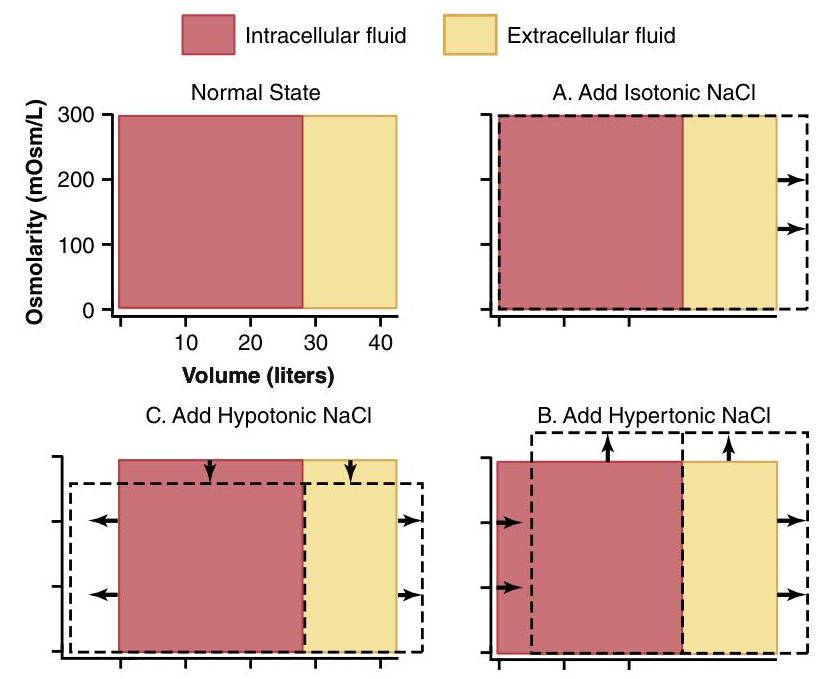 Intracellular fluid
Extracellular fluid
Normal State
Osmolarity (mOsm/L)
300
200
100
0
10 20 30 40
Volume (liters)
A. Add Isotonic NaCl
C. Add Hypotonic NaCl
B. Add Hypertonic NaCl